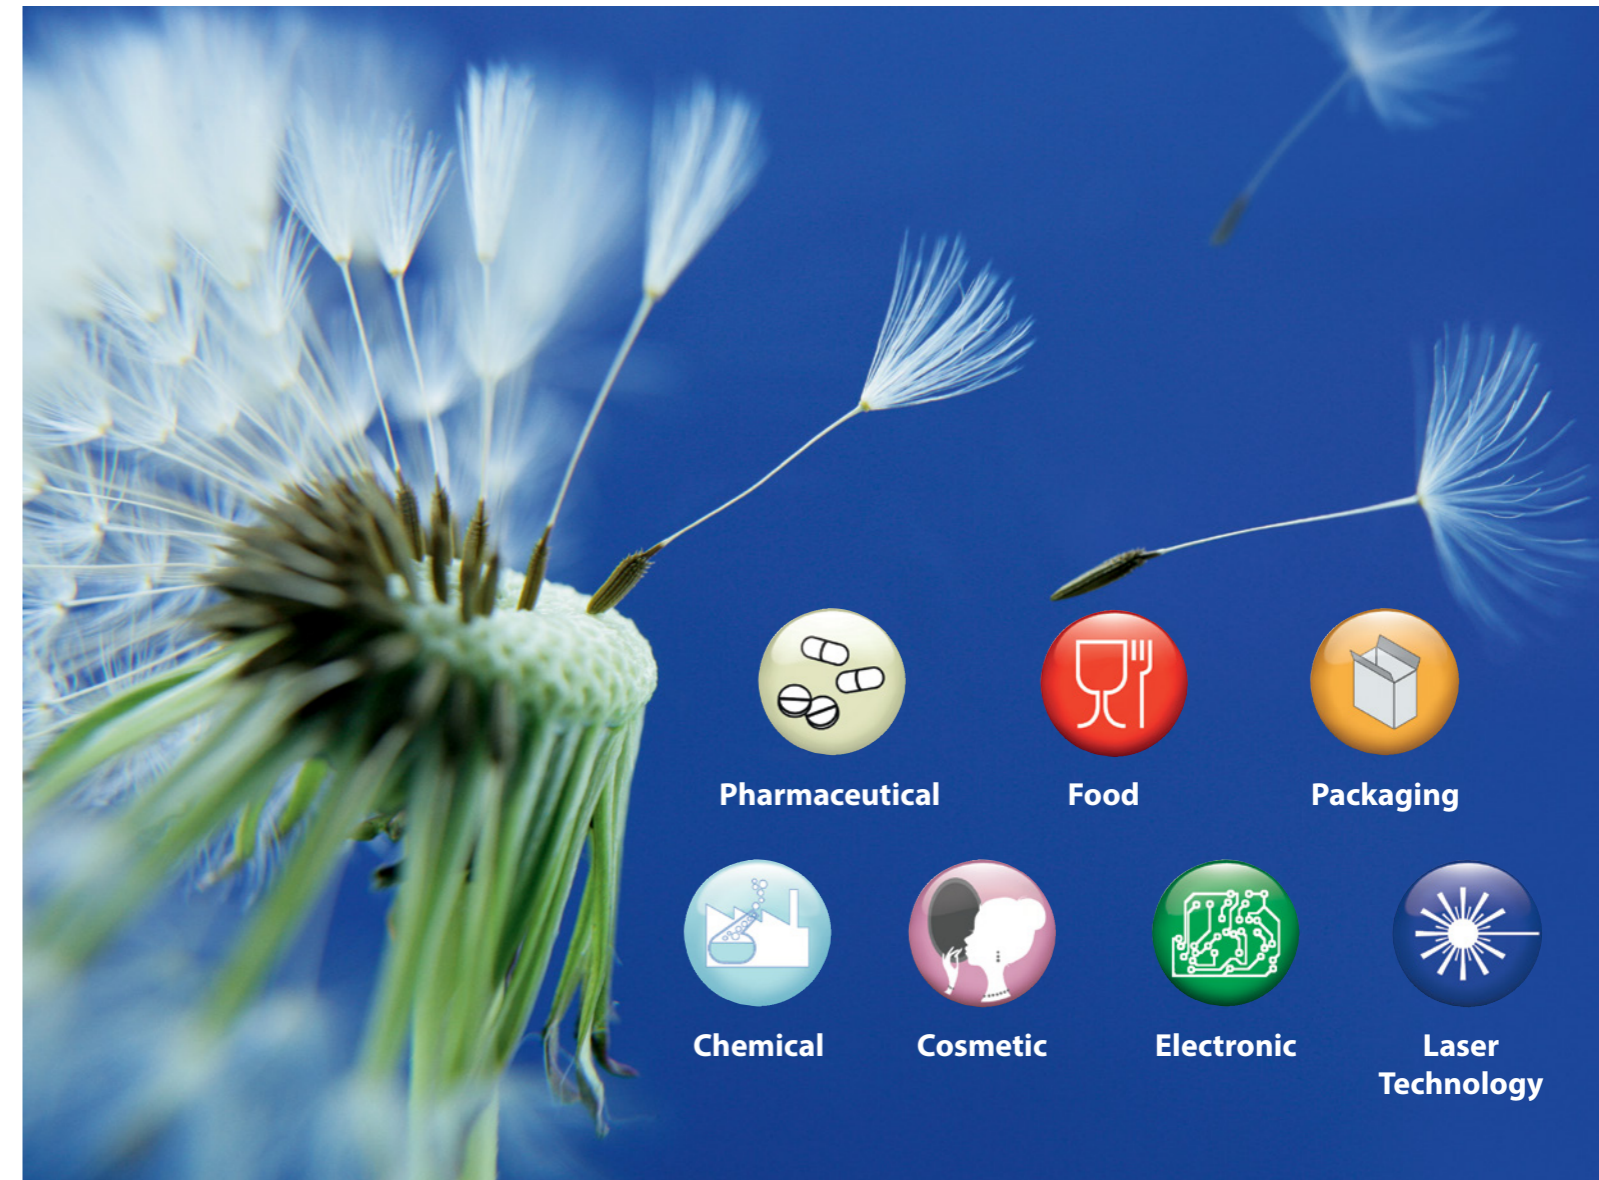 Pharmaceutical
Food
Packaging
Chemical
Cosmetic
Electronic
Laser
Technology